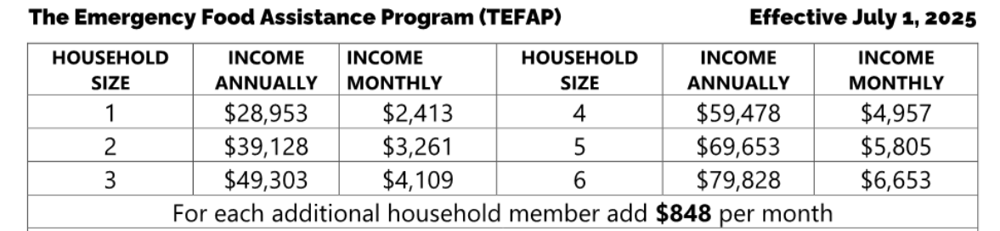 The Emergency Food Assistance Program (TEFAP) Effective July 1, 2025
HOUSEHOLD SIZE INCOME ANNUALLY INCOME MONTHLY HOUSEHOLD SIZE INCOME ANNUALLY INCOME MONTHLY
1 $28,953 $2,413 4 $59,478 $4,957
2 $39,128 $3,261 5 $69,653 $5,805
3 $49,303 $4,109 6 $79,828 $6,653
For each additional household member add $848 per month